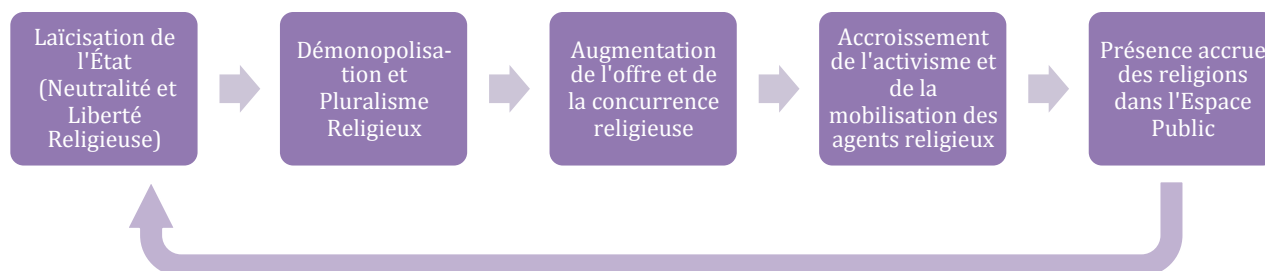 Laïcisation de
l'État
(Neutralité et
Liberté
Religieuse)
Démonopolisa-
tion et
Pluralisme
Religieux
Augmentation
de l'offre et de
la concurrence
religieuse
Accroissement
de l'activisme et
de la
mobilisation des
agents religieux
Présence accrue
des religions
dans l'Espace
Public